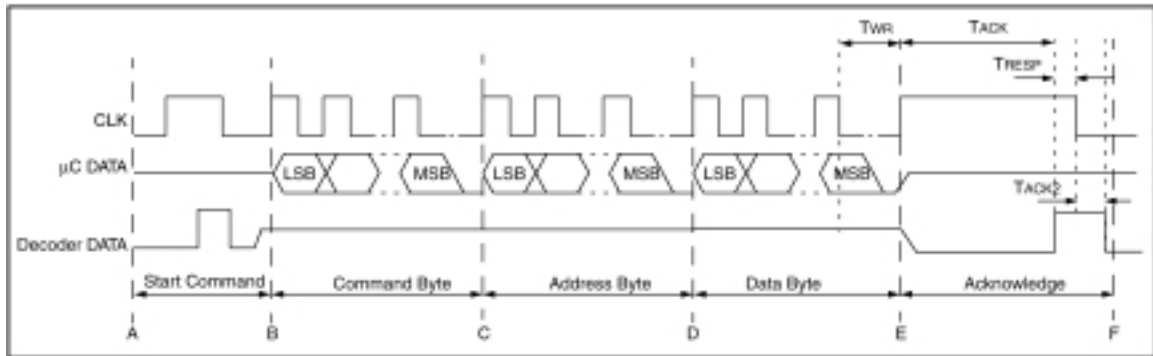 TWR TACK
TRESP
CLK
µC DATA LSB MSB LSB MSB LSB MSB
TACK2
Decoder DATA
Start Command Command Byte Address Byte Data Byte Acknowledge
A B C D E F